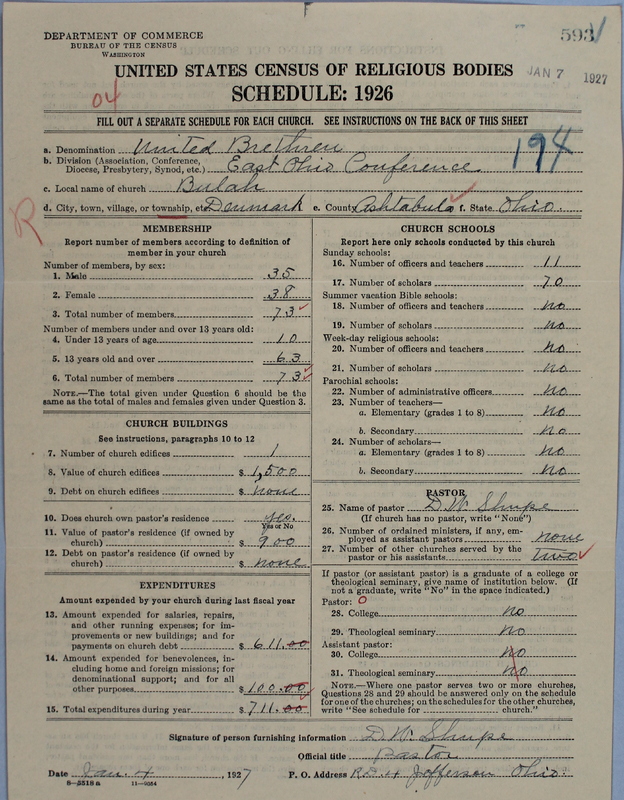 DEPARTMENT OF COMMERCE
BUREAU OF THE CENSUS
WASHINGTON
593
JAN 7 1927
UNITED STATES CENSUS OF RELIGIOUS BODIES
SCHEDULE: 1926
04
FILL OUT A SEPARATE SCHEDULE FOR EACH CHURCH. SEE INSTRUCTIONS ON THE BACK OF THIS SHEET
194
a. Denomination United Brethren
b. Division (Association, Conference,
Diocese, Presbytery, Synod, etc.) East Ohio Conference
c. Local name of church Bulah
d. City, town, village, or township, etc. Denmark e. County Ashtabula f. State Ohio.
R
MEMBERSHIP
Report number of members according to definition of
member in your church
Number of members, by sex:
1. Male 35
2. Female 38
3. Total number of members 73
Number of members under and over 13 years old:
4. Under 13 years of age 10
5. 13 years old and over 63
6. Total number of members 73
NOTE.—The total given under Question 6 should be
the same as the total of males and females given under Question 3.
CHURCH BUILDINGS
See instructions, paragraphs 10 to 12
7. Number of church edifices 1
8. Value of church edifices $ 1,500
9. Debt on church edifices $ none
10. Does church own pastor's residence yes.
Yes or No
11. Value of pastor's residence (if owned by
church) $ 900
12. Debt on pastor's residence (if owned by
church) $ none
EXPENDITURES
Amount expended by your church during last fiscal year
13. Amount expended for salaries, repairs,
and other running expenses; for im-
provements or new buildings; and for
payments on church debt $ 611.00
14. Amount expended for benevolences, in-
cluding home and foreign missions; for
denominational support; and for all
other purposes $ 100.00
15. Total expenditures during year $ 711.00
CHURCH SCHOOLS
Report here only schools conducted by this church
Sunday schools:
16. Number of officers and teachers 11
17. Number of scholars 70
Summer vacation Bible schools:
18. Number of officers and teachers no
19. Number of scholars no
Week-day religious schools:
20. Number of officers and teachers no
21. Number of scholars no
Parochial schools:
22. Number of administrative officers no
23. Number of teachers—
a. Elementary (grades 1 to 8) no
b. Secondary no
24. Number of scholars—
a. Elementary (grades 1 to 8) no
b. Secondary no
PASTOR
25. Name of pastor D. W. Shupe
(If church has no pastor, write "None")
26. Number of ordained ministers, if any, em-
ployed as assistant pastors none
27. Number of other churches served by the
pastor or his assistants two
If pastor (or assistant pastor) is a graduate of a college or
theological seminary, give name of institution below. (If
not a graduate, write "No" in the space indicated.)
Pastor: 0
28. College no
29. Theological seminary no
Assistant pastor:
30. College no
31. Theological seminary no
NOTE.—Where one pastor serves two or more churches,
Questions 28 and 29 should be answered only on the schedule
for one of the churches; on the schedules for the other churches,
write "See schedule for church."
Signature of person furnishing information D. W. Shupe
Official title Pastor
Date Jan. 4, 1927 P. O. Address R.D. 4 Jefferson Ohio.
8—5518 a 11—9054